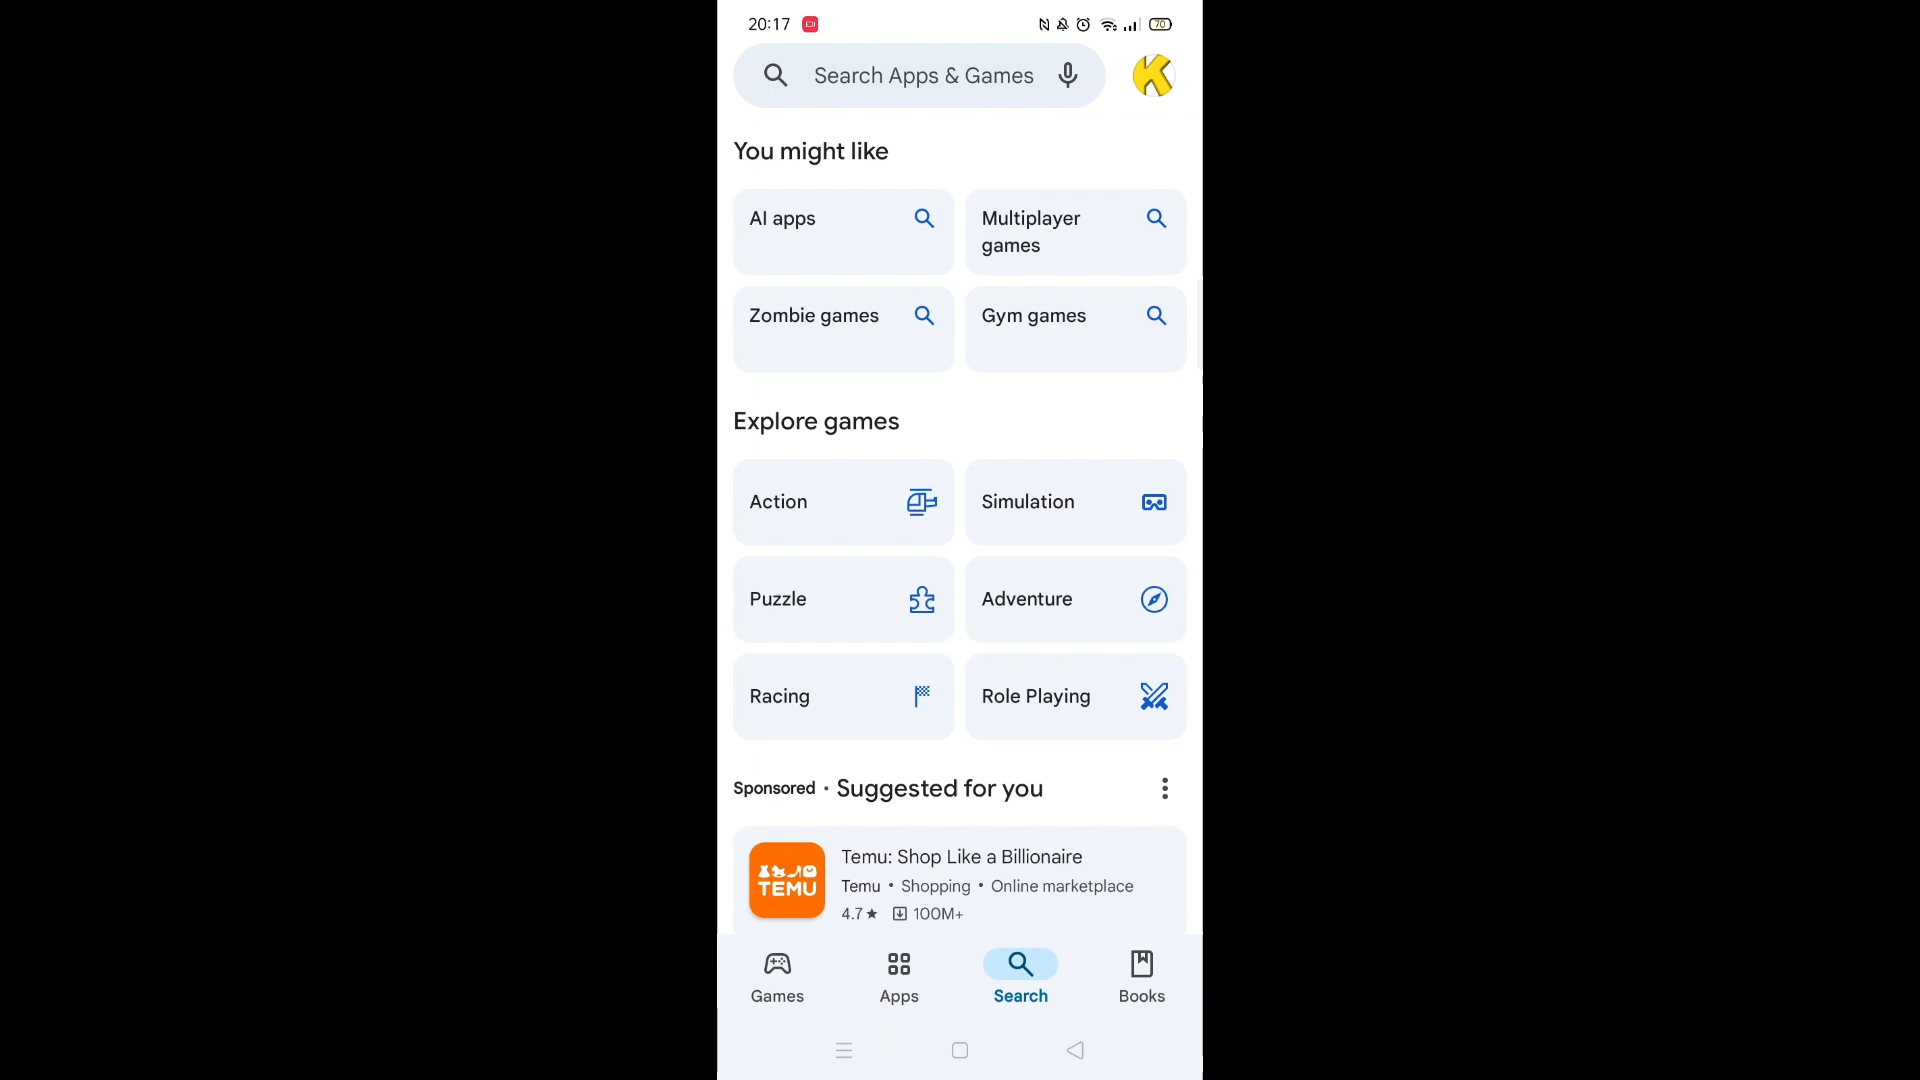 20:17
70
Search Apps & Games
You might like
AI apps
Multiplayer
games
Zombie games
Gym games
Explore games
Action
Simulation
Puzzle
Adventure
Racing
Role Playing
Sponsored • Suggested for you
TEMU
Temu: Shop Like a Billionaire
Temu • Shopping • Online marketplace
4.7★ 100M+
Games
Apps
Search
Books